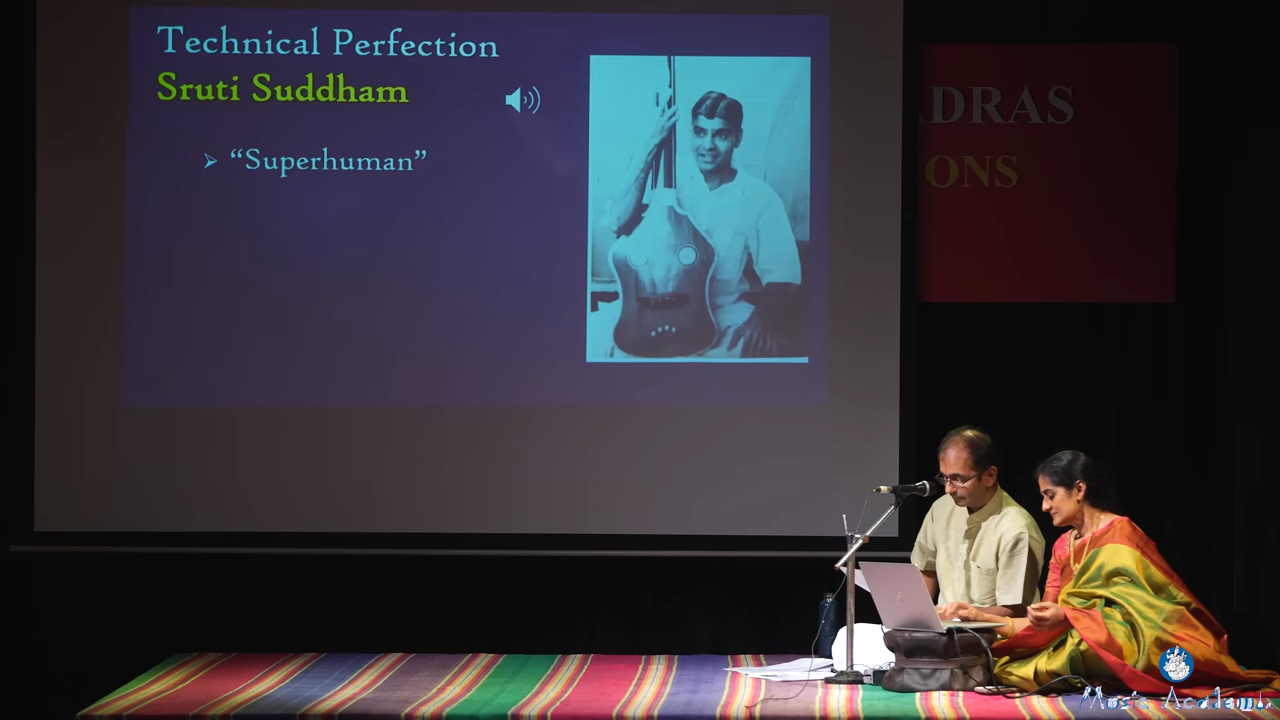 Technical Perfection
Sruti Suddham
➢ “Superhuman”
DRAS
ONS
Music Academy